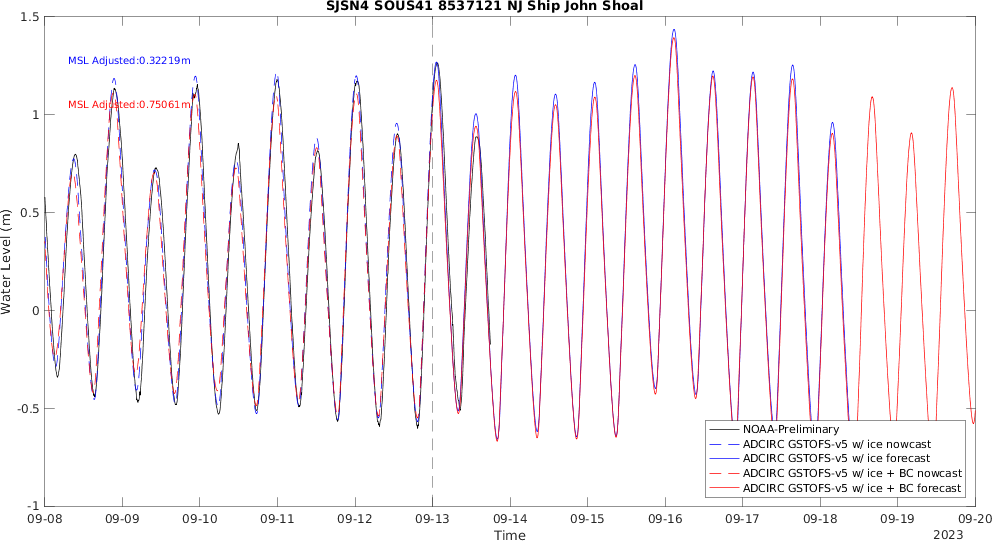 SJSN4 SOUS41 8537121 NJ Ship John Shoal
MSL Adjusted:0.32219m
MSL Adjusted:0.75061m
Water Level (m)
1.5
1
0.5
0
-0.5
-1
NOAA-Preliminary
ADCIRC GSTOFS-v5 w/ ice nowcast
ADCIRC GSTOFS-v5 w/ ice forecast
ADCIRC GSTOFS-v5 w/ ice + BC nowcast
ADCIRC GSTOFS-v5 w/ ice + BC forecast
09-08 09-09 09-10 09-11 09-12 09-13 09-14 09-15 09-16 09-17 09-18 09-19 09-20
Time
2023